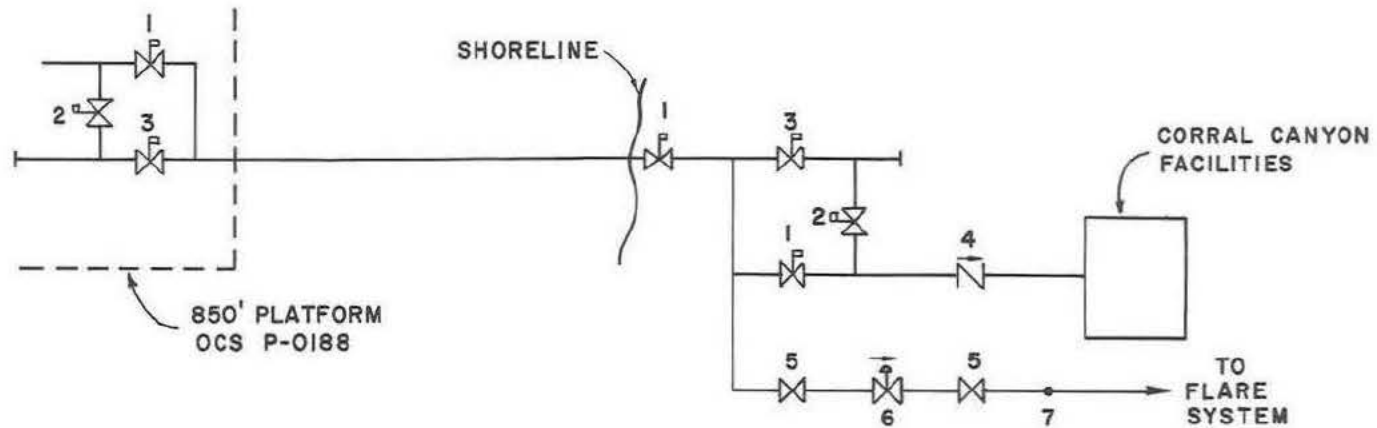 1
2
3
850' PLATFORM
OCS P-0188
SHORELINE
1
3
2
1
4
CORRAL CANYON
FACILITIES
5
6
5
7
TO
FLARE
SYSTEM